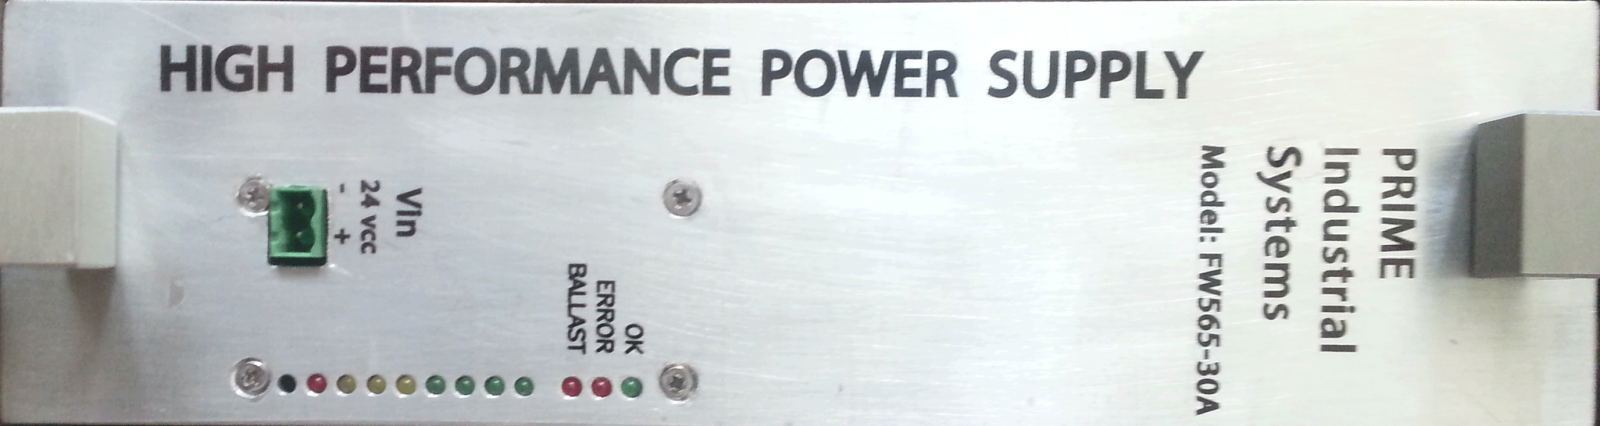 HIGH PERFORMANCE POWER SUPPLY
PRIME
Industrial
Systems
Model: FW565-30A
Vin
24 vcc
- +
OK
ERROR
BALLAST